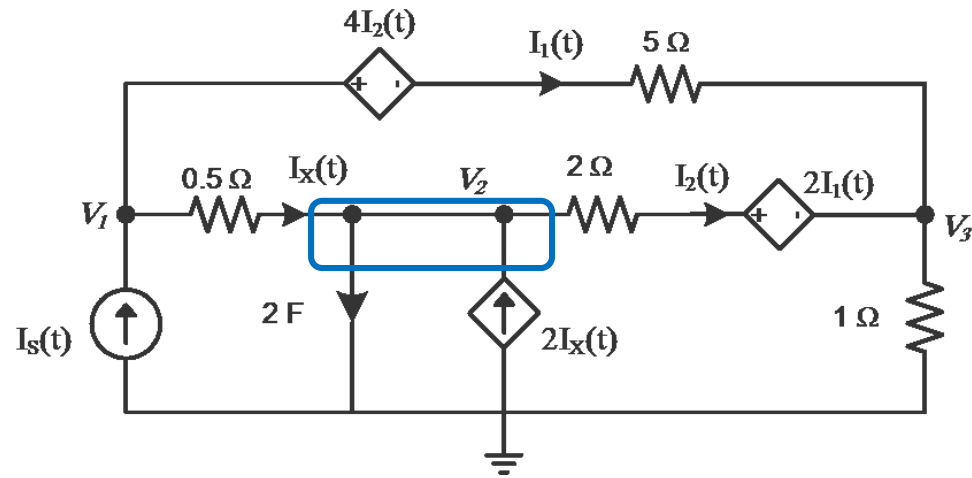 4I₂(t)
I₁(t)
5 Ω
0.5 Ω
Iₓ(t)
V₂
2 Ω
I₂(t)
2I₁(t)
V₁
V₃
+ -
+ -
Iₛ(t)
2 F
2Iₓ(t)
1 Ω